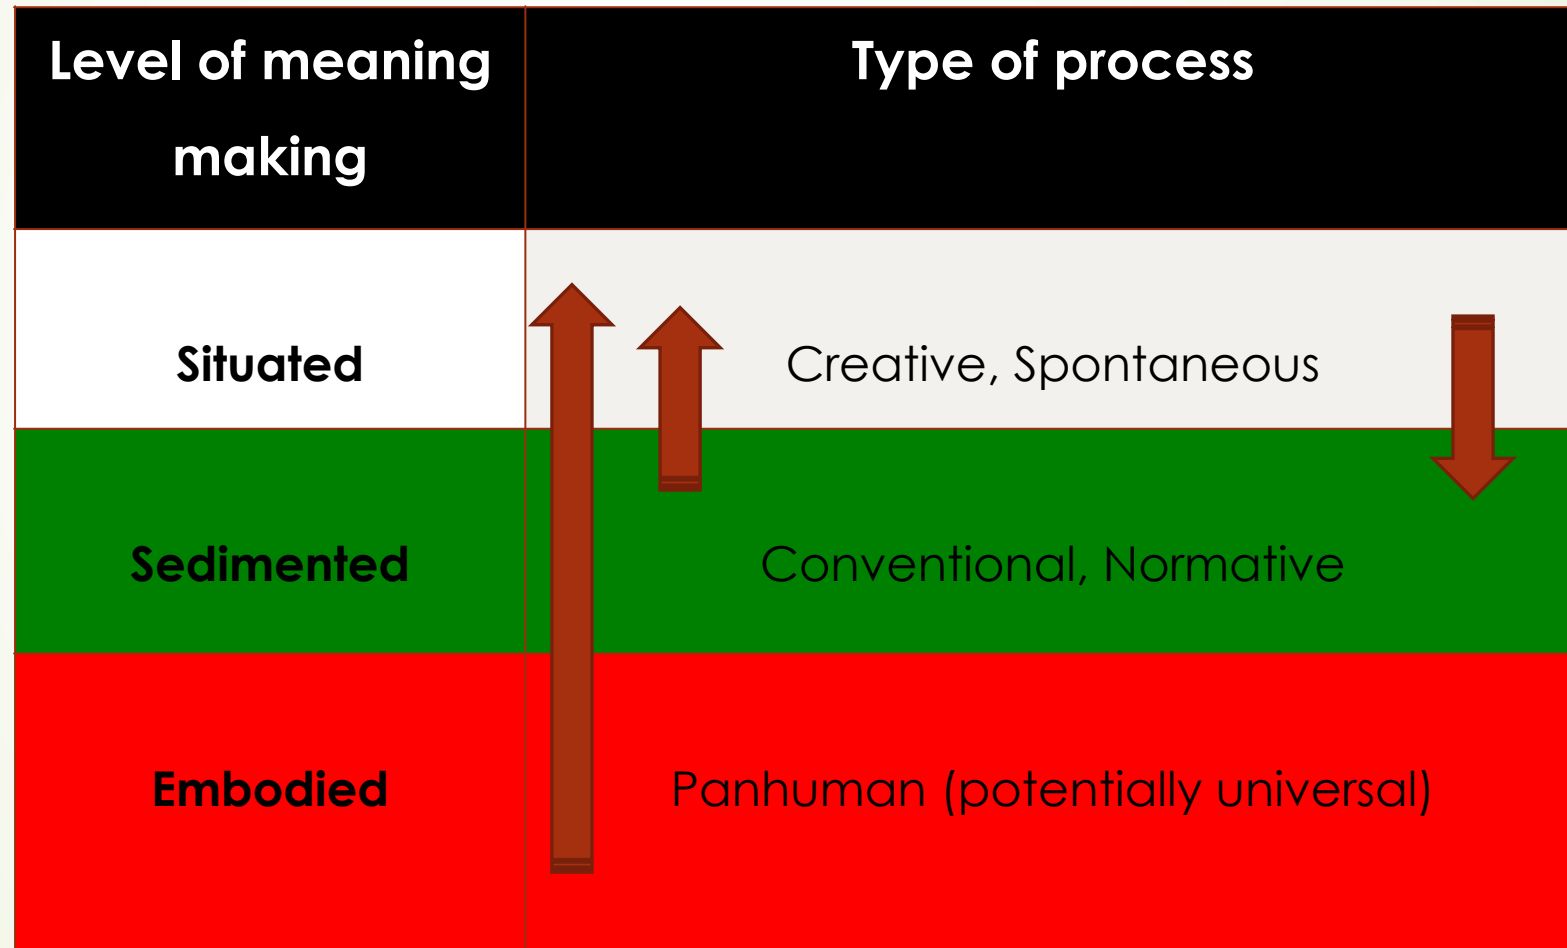 Level of meaning
making
Type of process
Situated
Creative, Spontaneous
Sedimented
Conventional, Normative
Embodied
Panhuman (potentially universal)